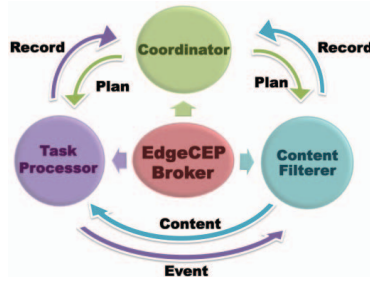 Record
Coordinator
Record
Plan
Plan
Task
Processor
EdgeCEP
Broker
Content
Filterer
Content
Event